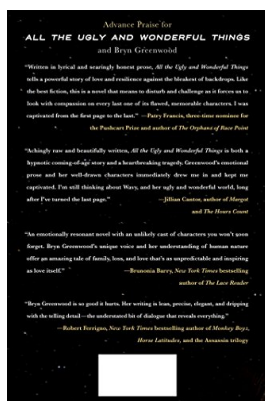 Advance Praise for
ALL THE UGLY AND WONDERFUL THINGS
and Bryn Greenwood
"Written in lyrical and searingly honest prose, All the Ugly and Wonderful Things
tells a powerful story of love and resilience against the bleakest of backdrops. Like
the best fiction, this is a novel that means to disturb and challenge as it forces us to
look with compassion on every last one of its flawed, memorable characters. I was
captivated from the first page to the last." —Patry Francis, three-time nominee for
the Pushcart Prize and author of The Orphans of Race Point
"Achingly raw and beautifully written, All the Ugly and Wonderful Things is both a
hypnotic coming-of-age story and a heartbreaking tragedy. Greenwood's emotional
prose and her well-drawn characters immediately drew me in and kept me
captivated. I'm still thinking about Wavy, and her ugly and wonderful world, long
after I've turned the last page." —Jillian Cantor, author of Margot
and The Hours Count
"An emotionally resonant novel with an unlikely cast of characters you won't soon
forget. Bryn Greenwood's unique voice and her understanding of human nature
offer an amazing tale of family, loss, and love that's an unpredictable and inspiring
as love itself." —Brunonia Barry, New York Times bestselling
author of The Lace Reader
"Bryn Greenwood is so good it hurts. Her writing is lean, precise, elegant, and dripping
with the telling detail—the understated bit of dialogue that reveals everything."
—Robert Ferrigno, New York Times bestselling author of Monkey Boyz,
Horse Latitudes, and the Assassin trilogy